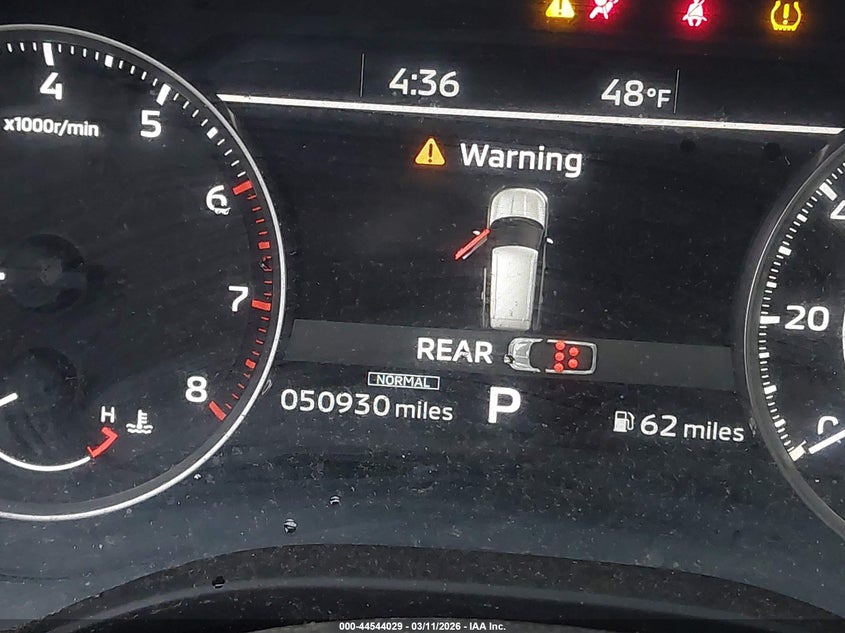 4:36
48°F
4
x1000r/min
5
Warning
6
7
20
REAR
8
NORMAL
050930 miles
P
62 miles
H
000-44544029 - 03/11/2026 - IAA Inc.